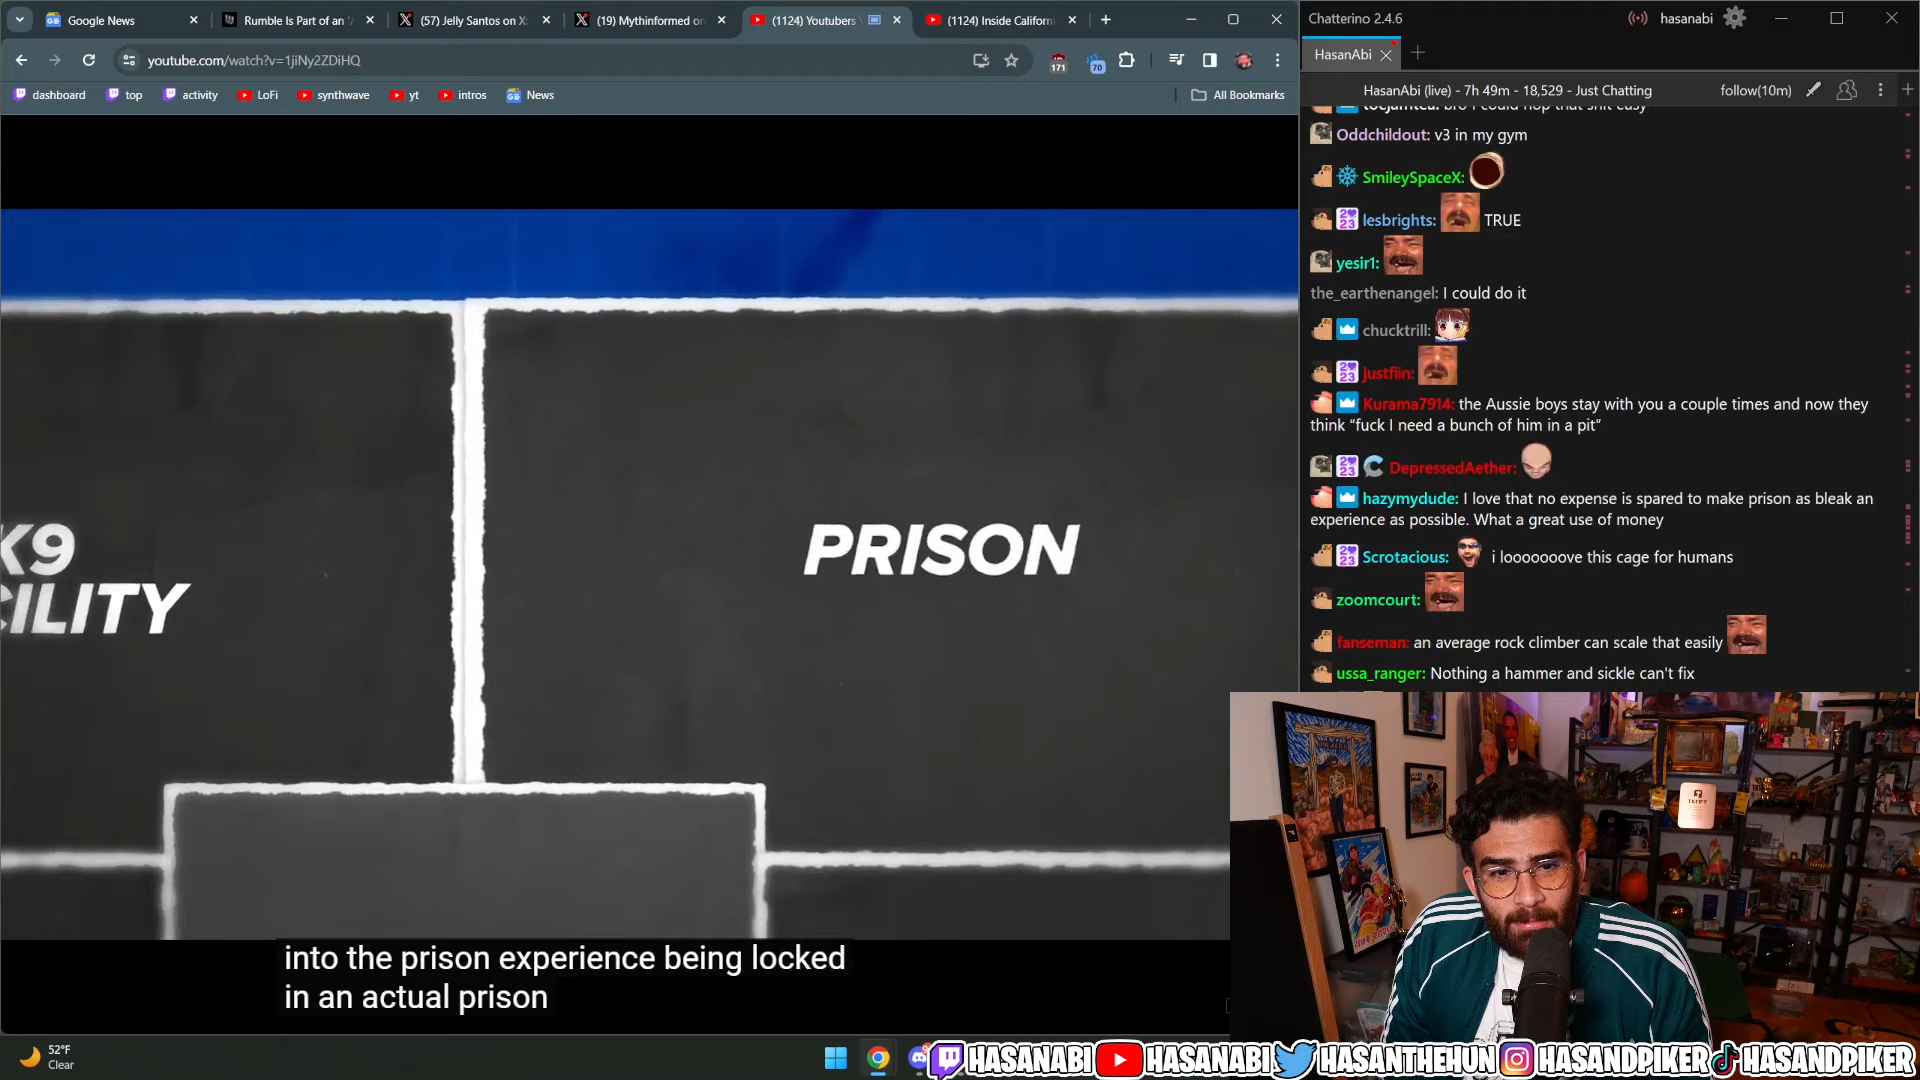 Google News
Rumble Is Part of an '
(57) Jelly Santos on X
(19) Mythinformed on
(1124) Youtubers
(1124) Inside Californi
youtube.com/watch?v=1jiNy2ZDiHQ
171
70
dashboard
top
activity
LoFi
synthwave
yt
intros
News
All Bookmarks
K9
CILITY
PRISON
into the prison experience being locked
in an actual prison
52°F
Clear
Chatterino 2.4.6
hasanabi
HasanAbi
HasanAbi (live) - 7h 49m - 18,529 - Just Chatting
follow(10m)
Oddchildout: v3 in my gym
SmileySpaceX:
lesbrights: TRUE
yesir1:
the_earthenangel: I could do it
chucktrill:
justfiin:
Kurama7914: the Aussie boys stay with you a couple times and now they
think “fuck I need a bunch of him in a pit”
DepressedAether:
hazymydude: I love that no expense is spared to make prison as bleak an
experience as possible. What a great use of money
Scrotacious: i looooooove this cage for humans
zoomcourt:
fanseman: an average rock climber can scale that easily
ussa_ranger: Nothing a hammer and sickle can't fix
HASANABI
HASANABI
HASANTHEHUN
HASANDPIKER
HASANDPIKER